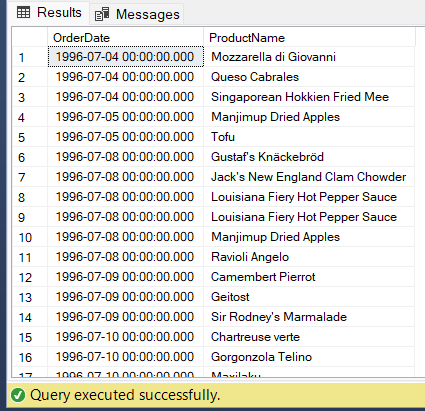 Results Messages
OrderDate ProductName
1 1996-07-04 00:00:00.000 Mozzarella di Giovanni
2 1996-07-04 00:00:00.000 Queso Cabrales
3 1996-07-04 00:00:00.000 Singaporean Hokkien Fried Mee
4 1996-07-05 00:00:00.000 Manjimup Dried Apples
5 1996-07-05 00:00:00.000 Tofu
6 1996-07-08 00:00:00.000 Gustaf's Knäckebröd
7 1996-07-08 00:00:00.000 Jack's New England Clam Chowder
8 1996-07-08 00:00:00.000 Louisiana Fiery Hot Pepper Sauce
9 1996-07-08 00:00:00.000 Louisiana Fiery Hot Pepper Sauce
10 1996-07-08 00:00:00.000 Manjimup Dried Apples
11 1996-07-08 00:00:00.000 Ravioli Angelo
12 1996-07-09 00:00:00.000 Camembert Pierrot
13 1996-07-09 00:00:00.000 Geitost
14 1996-07-09 00:00:00.000 Sir Rodney's Marmalade
15 1996-07-10 00:00:00.000 Chartreuse verte
16 1996-07-10 00:00:00.000 Gorgonzola Telino
17 1996-07-10 00:00:00.000 Maxilaku
Query executed successfully.